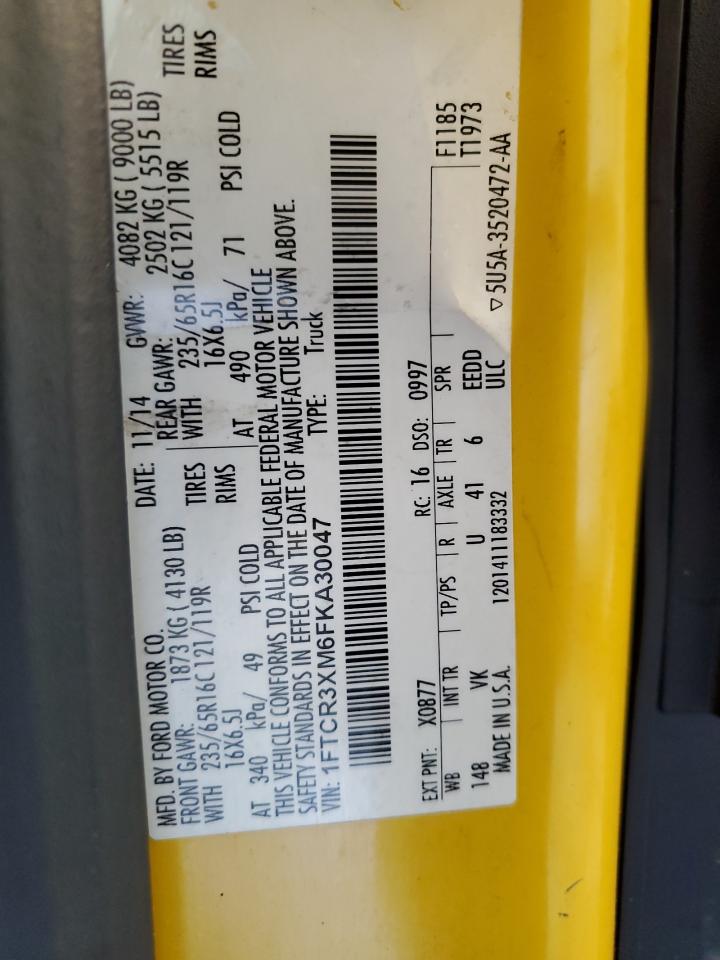 MFD. BY FORD MOTOR CO. DATE: 11/14 GVWR: 4082 KG ( 9000 LB)
FRONT GAWR: 1873 KG ( 4130 LB) REAR GAWR: 2502 KG ( 5515 LB)
WITH 235/65R16C 121/119R TIRES WITH 235/65R16C 121/119R TIRES
16X6.5J RIMS 16X6.5J RIMS
AT 340 kPa/ 49 PSI COLD AT 490 kPa/ 71 PSI COLD
THIS VEHICLE CONFORMS TO ALL APPLICABLE FEDERAL MOTOR VEHICLE
SAFETY STANDARDS IN EFFECT ON THE DATE OF MANUFACTURE SHOWN ABOVE.
VIN: 1FTCR3XM6FKA30047 TYPE: Truck
EXT PNT: X0877 RC: 16 DSO: 0997 F1185
WB INT TR TP/PS R AXLE TR SPR T1973
148 VK U 41 6 EEDD
MADE IN U.S.A. 1201411183332 ULC ▽5U5A-3520472-AA